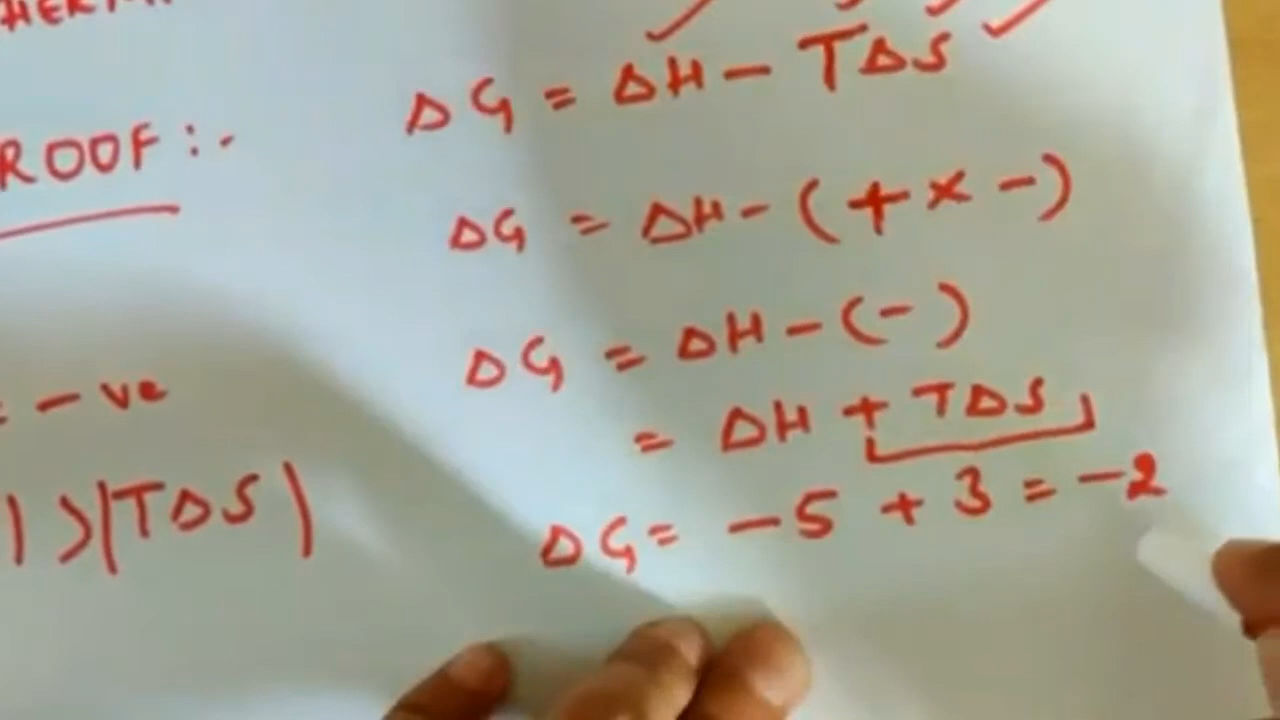 ΔG = ΔH - TΔS
ROOF :-
ΔG = ΔH - (+ x -)
ΔG = ΔH - (-)
= -ve
= ΔH + TΔS
| > |TΔS|
ΔG = -5 + 3 = -2